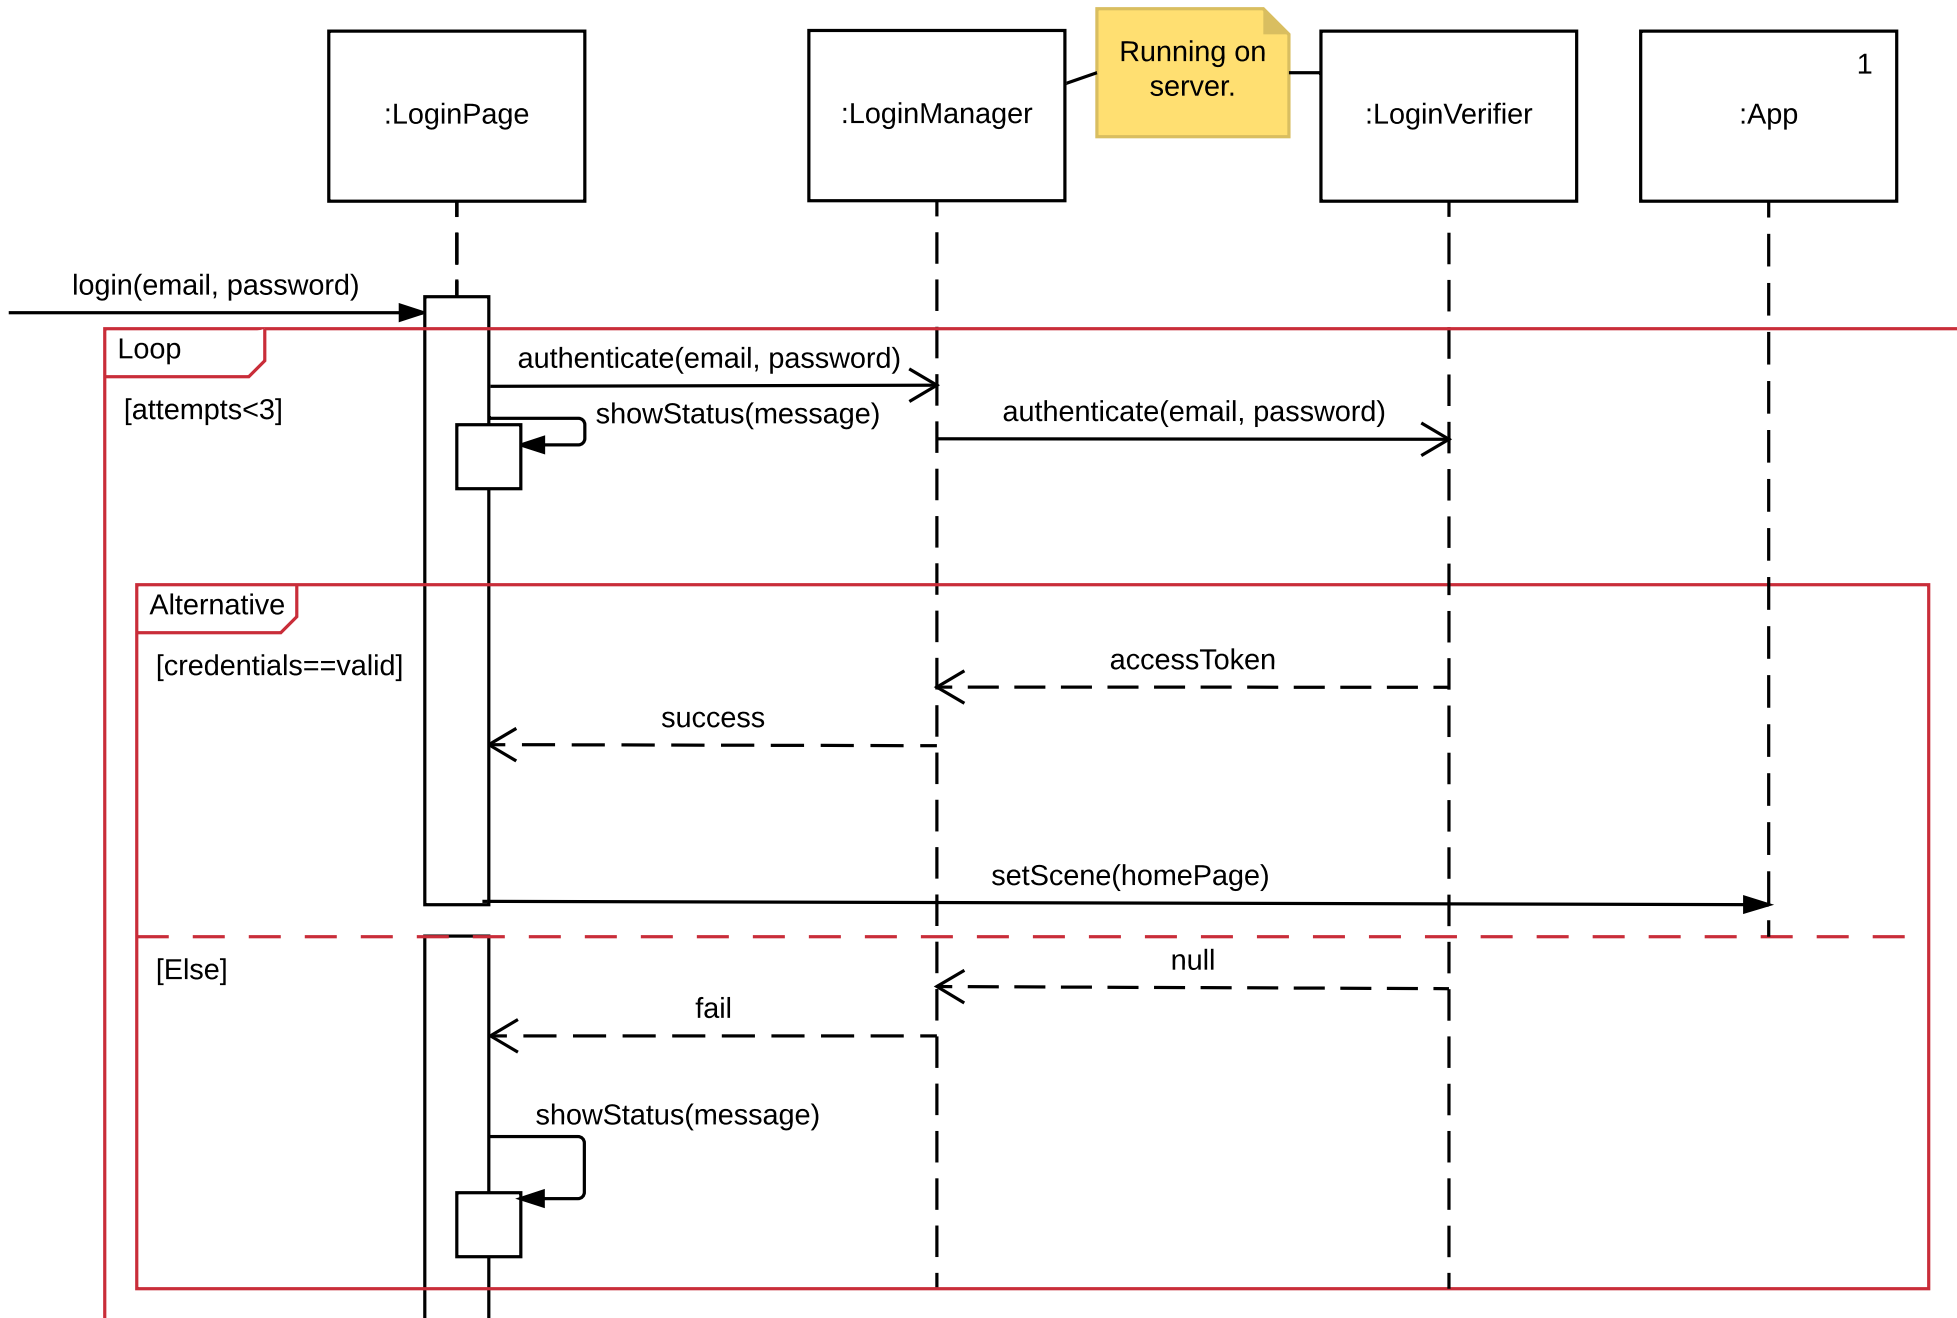 :LoginPage
:LoginManager
Running on
server.
:LoginVerifier
1
:App
login(email, password)
Loop
[attempts<3]
authenticate(email, password)
showStatus(message)
authenticate(email, password)
Alternative
[credentials==valid]
accessToken
success
setScene(homePage)
[Else]
null
fail
showStatus(message)